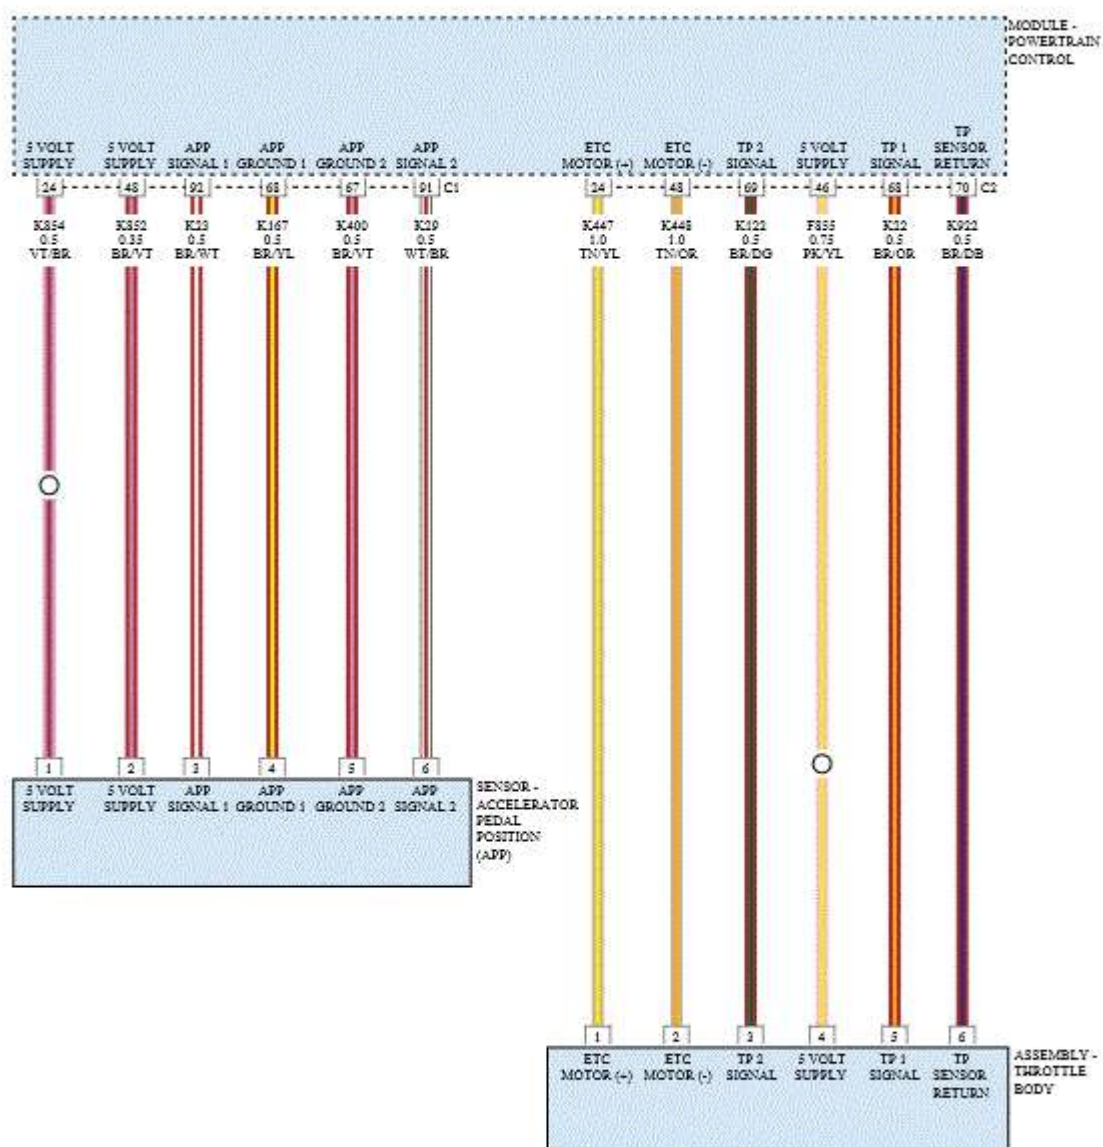 MODULE -
POWERTRAIN
CONTROL
5 VOLT
SUPPLY
5 VOLT
SUPPLY
APP
SIGNAL 1
APP
GROUND 1
APP
GROUND 2
APP
SIGNAL 2
ETC
MOTOR (+)
ETC
MOTOR (-)
TP 2
SIGNAL
5 VOLT
SUPPLY
TP 1
SIGNAL
TP
SENSOR
RETURN
24 48 92 68 67 91 C1
24 48 69 46 68 70 C2
K854
0.5
VT/BR
K852
0.35
BR/VT
K23
0.5
BR/WT
K167
0.5
BR/YL
K400
0.5
BR/VT
K29
0.5
WT/BR
K447
1.0
TN/YL
K448
1.0
TN/OR
K122
0.5
BR/DG
F855
0.75
PK/YL
K22
0.5
BR/OR
K922
0.5
BR/DB
1 2 3 4 5 6
5 VOLT
SUPPLY
5 VOLT
SUPPLY
APP
SIGNAL 1
APP
GROUND 1
APP
GROUND 2
APP
SIGNAL 2
SENSOR -
ACCELERATOR
PEDAL
POSITION
(APP)
1 2 3 4 5 6
ETC
MOTOR (+)
ETC
MOTOR (-)
TP 2
SIGNAL
5 VOLT
SUPPLY
TP 1
SIGNAL
TP
SENSOR
RETURN
ASSEMBLY -
THROTTLE
BODY